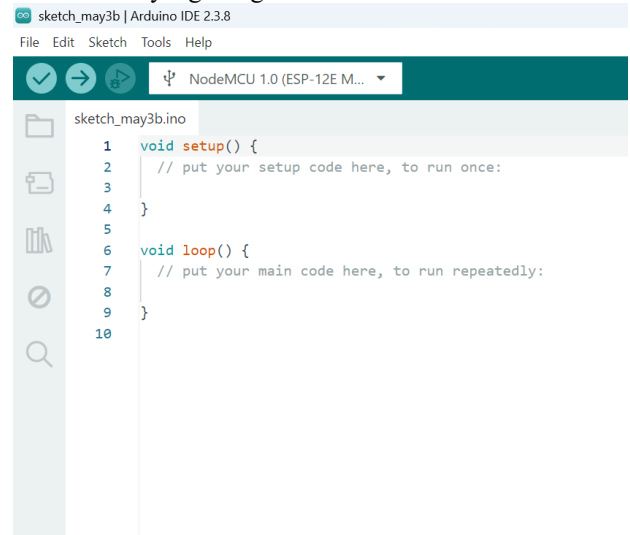 sketch_may3b | Arduino IDE 2.3.8
File Edit Sketch Tools Help
NodeMCU 1.0 (ESP-12E M...
sketch_may3b.ino
1 void setup() {
2 // put your setup code here, to run once:
3
4 }
5
6 void loop() {
7 // put your main code here, to run repeatedly:
8
9 }
10